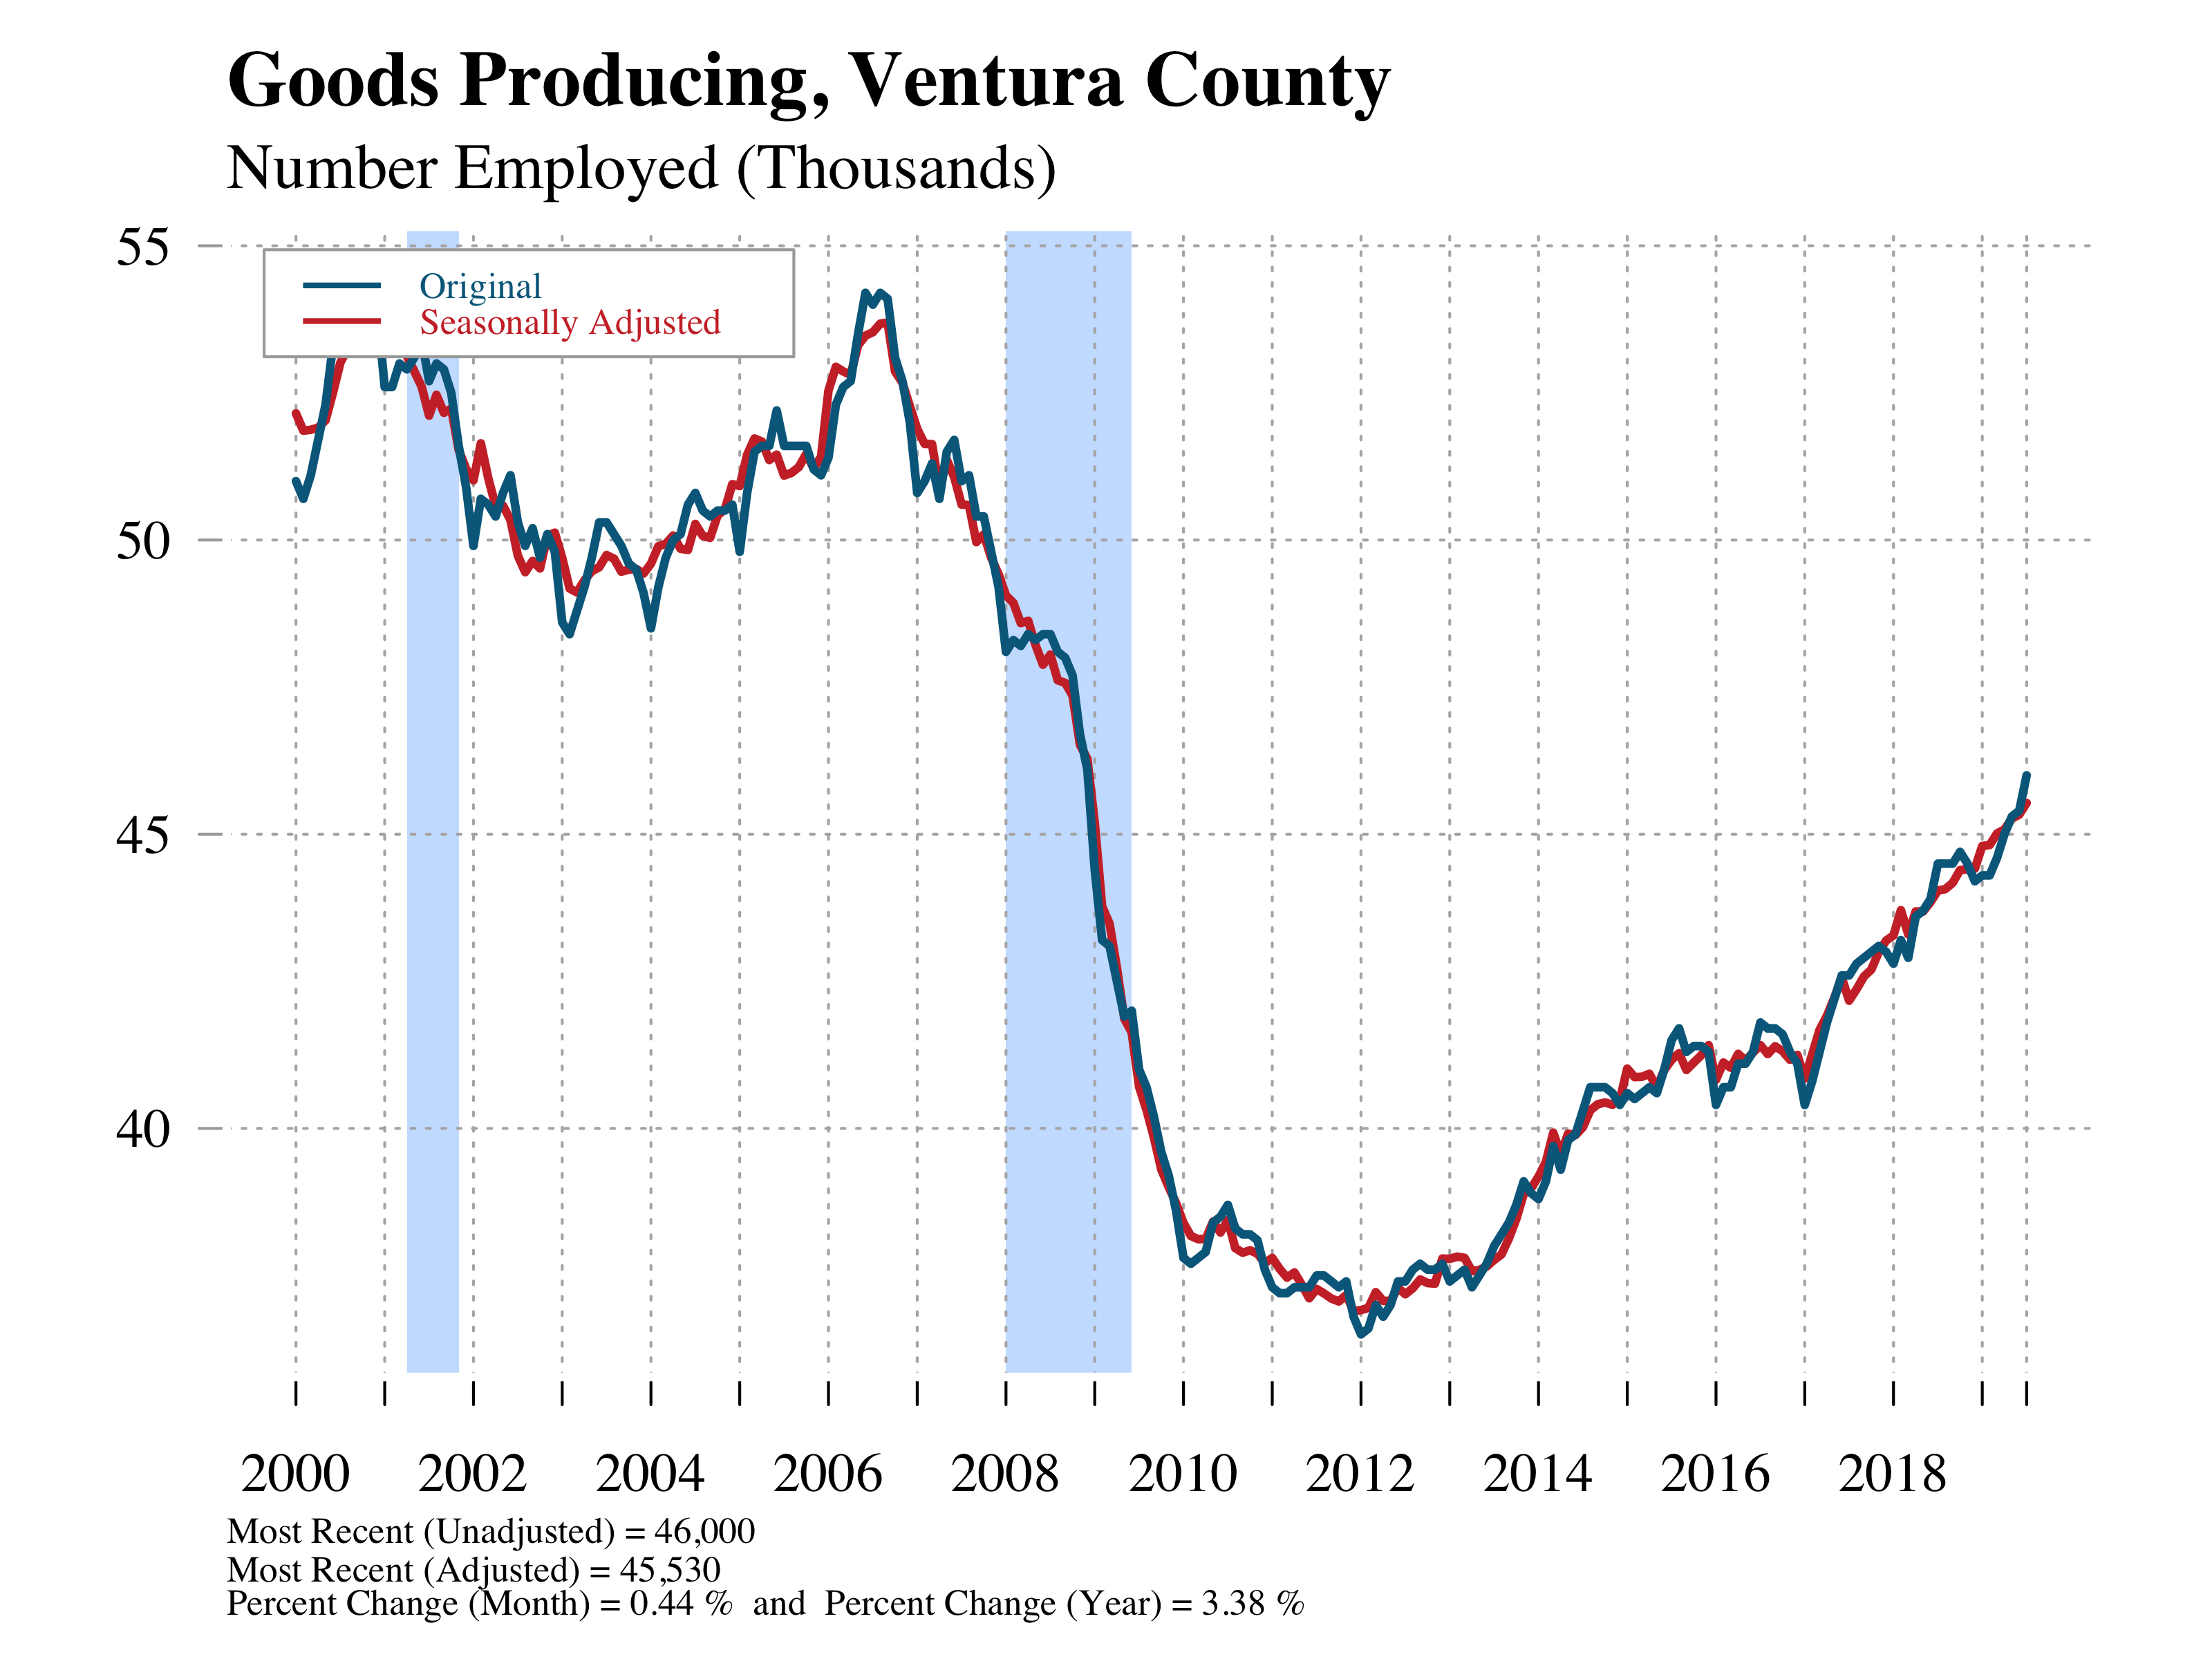 Goods Producing, Ventura County
Number Employed (Thousands)
55
Original
Seasonally Adjusted
50
45
40
2000 2002 2004 2006 2008 2010 2012 2014 2016 2018
Most Recent (Unadjusted) = 46,000
Most Recent (Adjusted) = 45,530
Percent Change (Month) = 0.44 % and Percent Change (Year) = 3.38 %